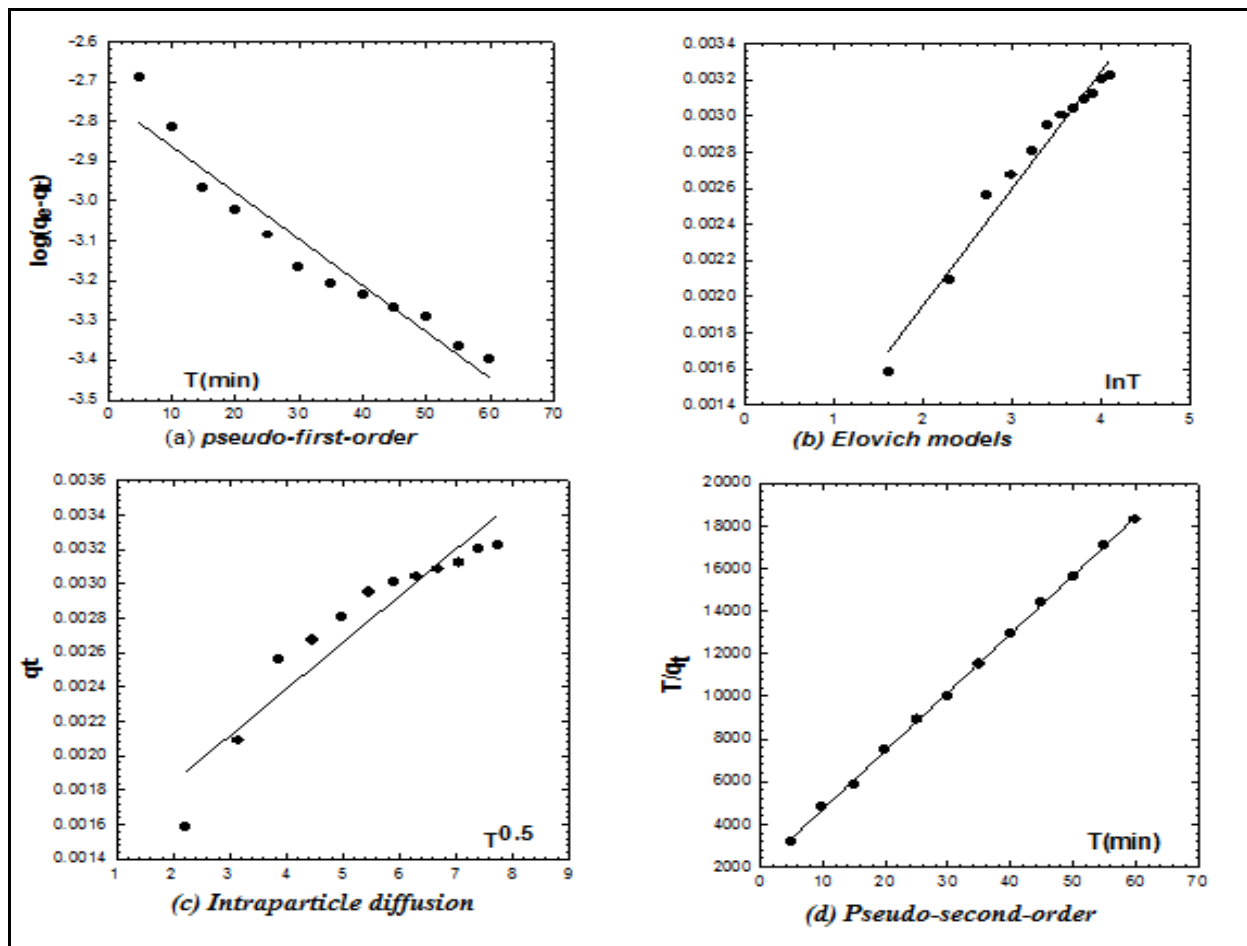 −2.6
−2.7
−2.8
−2.9
−3.0
−3.1
−3.2
−3.3
−3.4
−3.5
log(qe-qt)
T(min)
0 10 20 30 40 50 60 70
(a) pseudo-first-order
0.0034
0.0032
0.0030
0.0028
0.0026
0.0024
0.0022
0.0020
0.0018
0.0016
0.0014
lnT
0 1 2 3 4 5
(b) Elovich models
0.0036
0.0034
0.0032
0.0030
0.0028
0.0026
0.0024
0.0022
0.0020
0.0018
0.0016
0.0014
qt
T0.5
1 2 3 4 5 6 7 8 9
(c) Intraparticle diffusion
20000
18000
16000
14000
12000
10000
8000
6000
4000
2000
T/qt
T(min)
0 10 20 30 40 50 60 70
(d) Pseudo-second-order